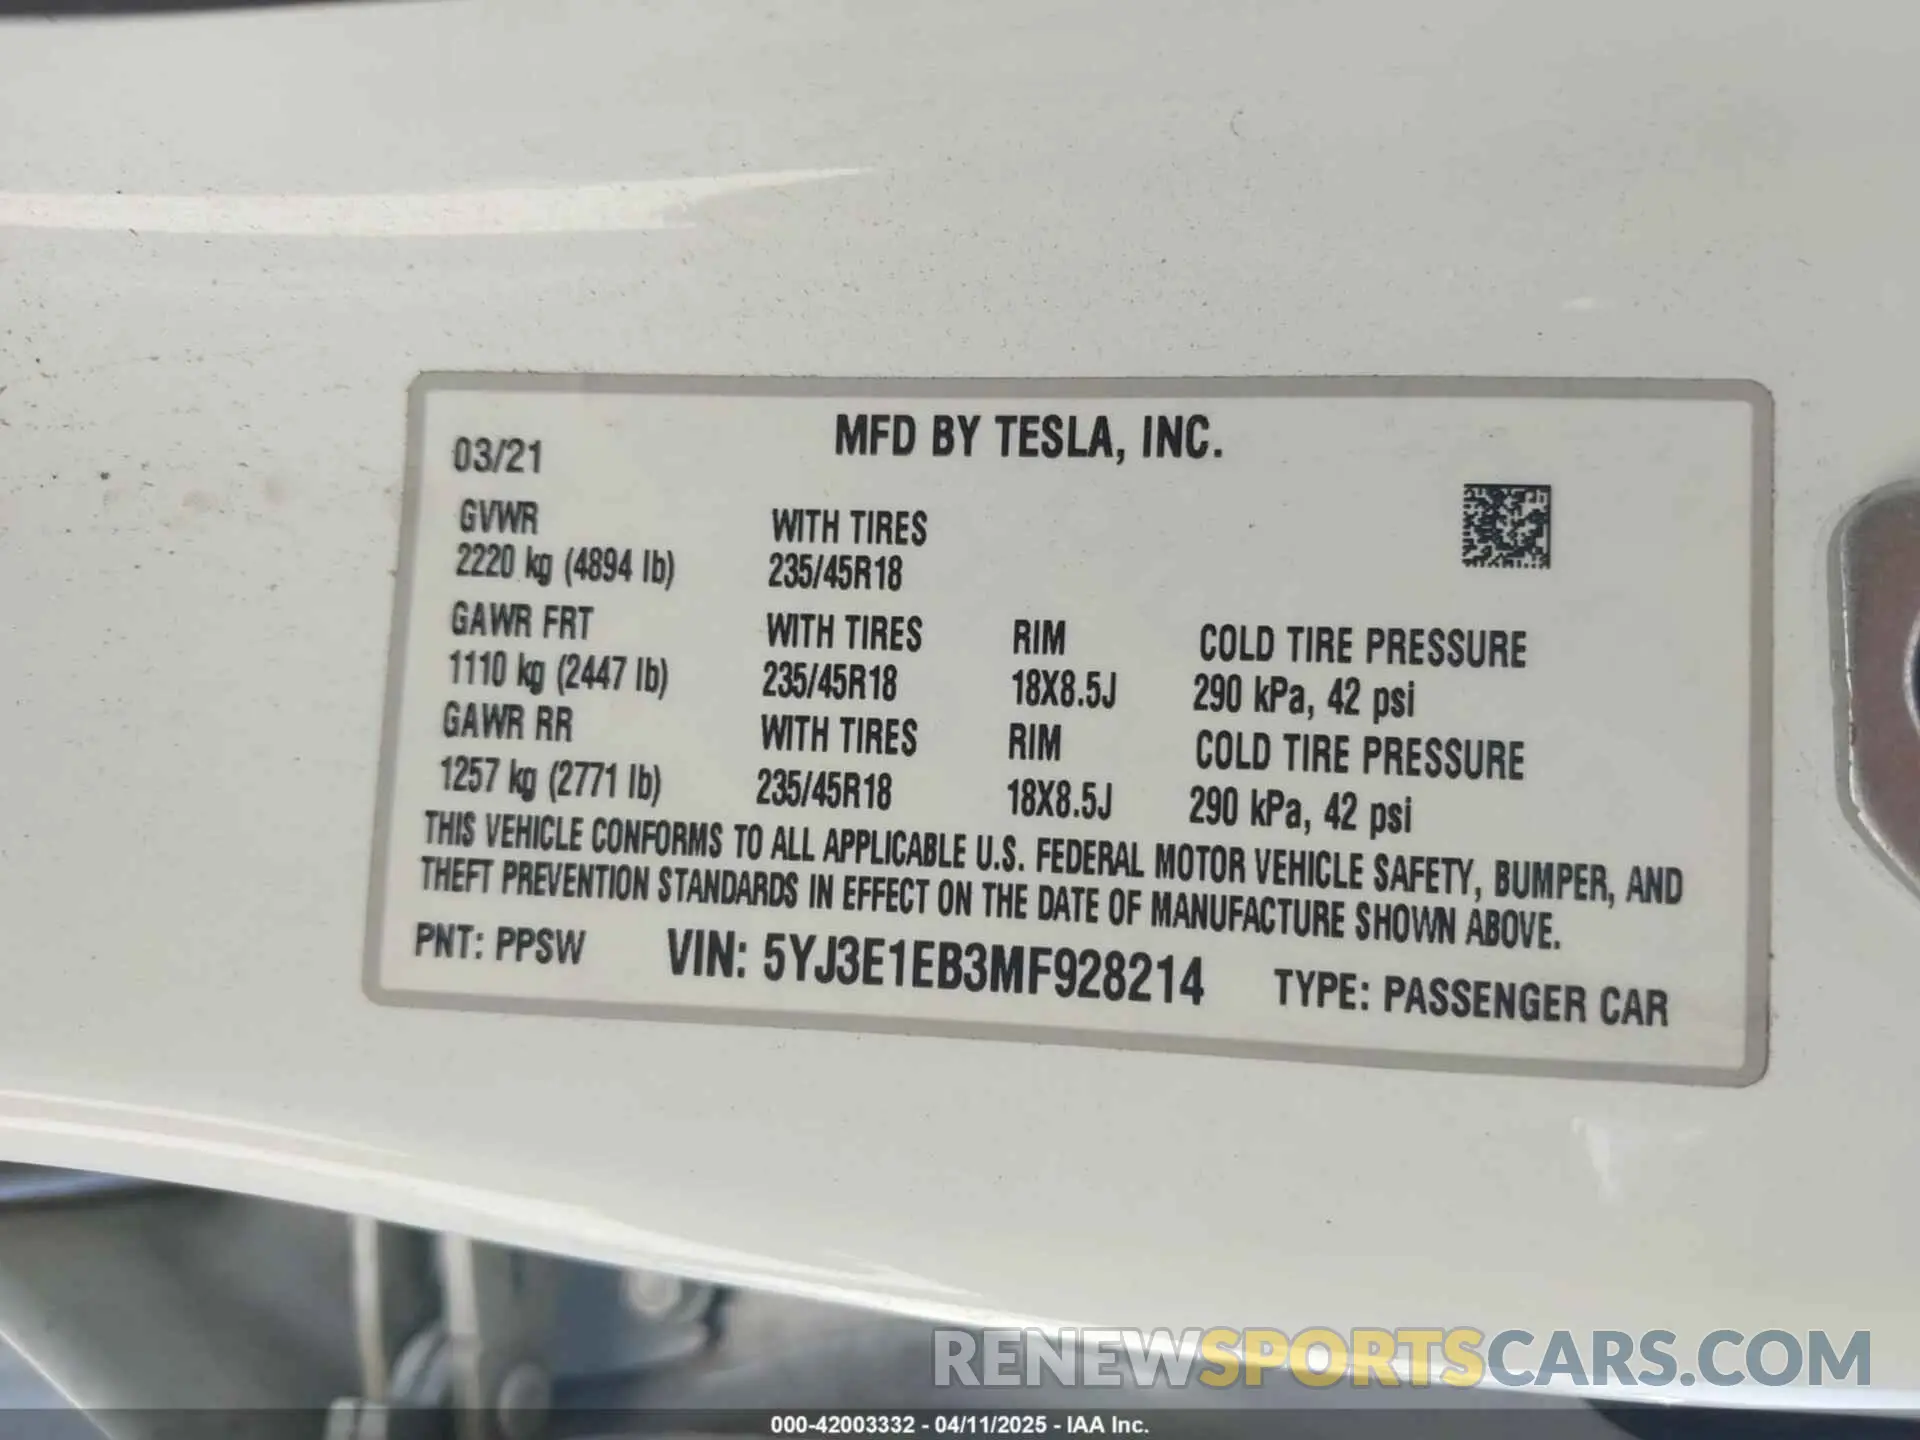 MFD BY TESLA, INC.
03/21
GVWR WITH TIRES
2220 kg (4894 lb) 235/45R18
GAWR FRT WITH TIRES RIM COLD TIRE PRESSURE
1110 kg (2447 lb) 235/45R18 18X8.5J 290 kPa, 42 psi
GAWR RR WITH TIRES RIM COLD TIRE PRESSURE
1257 kg (2771 lb) 235/45R18 18X8.5J 290 kPa, 42 psi
THIS VEHICLE CONFORMS TO ALL APPLICABLE U.S. FEDERAL MOTOR VEHICLE SAFETY, BUMPER, AND
THEFT PREVENTION STANDARDS IN EFFECT ON THE DATE OF MANUFACTURE SHOWN ABOVE.
PNT: PPSW VIN: 5YJ3E1EB3MF928214 TYPE: PASSENGER CAR
RENEWSPORTSCARS.COM
000-42003332 - 04/11/2025 - IAA Inc.